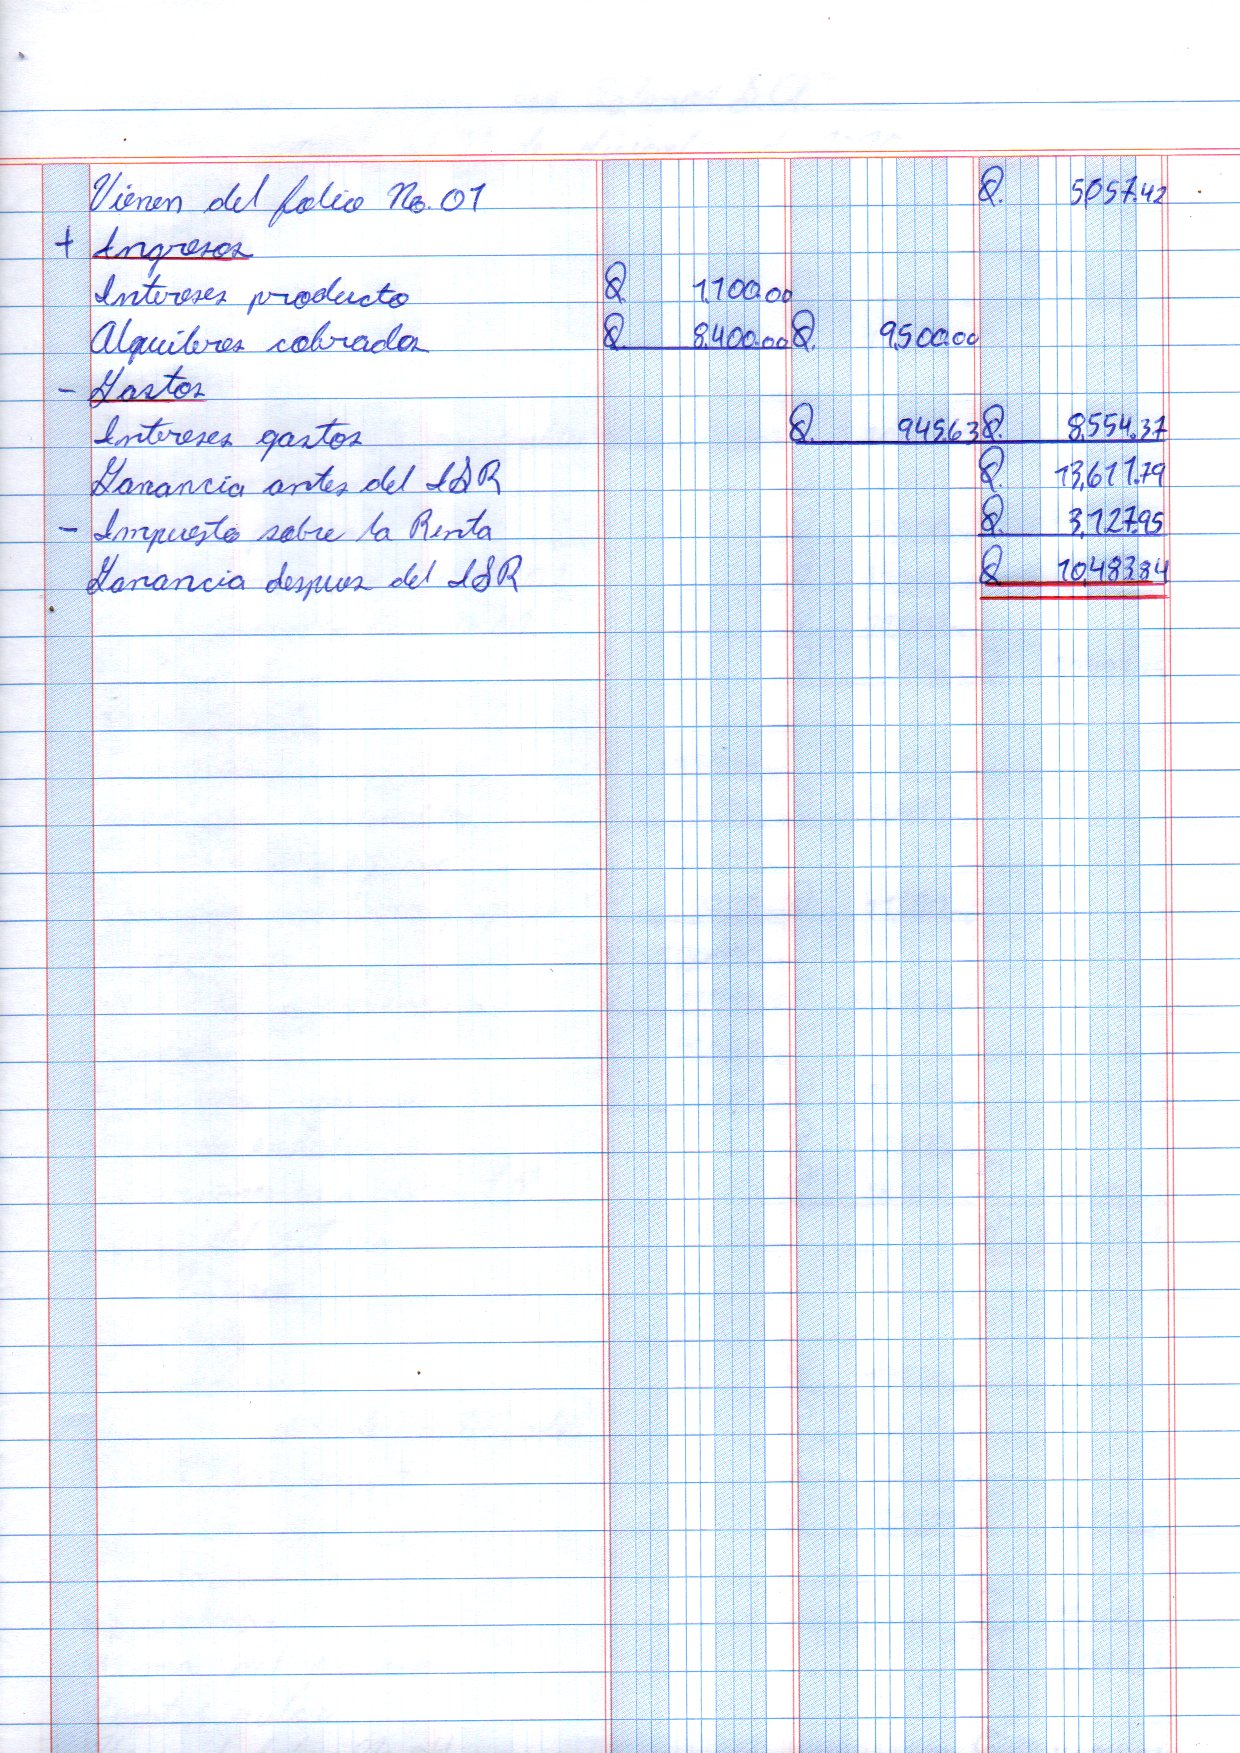 Vienen del folio No. 01 Q. 5057.42
+ Ingresos
Intereses producto Q 1,100.00
Alquileres cobrados Q. 8,400.00 Q. 9,500.00
- Gastos
Intereses gastos Q. 945.63 Q. 8,554.37
Ganancia antes del ISR Q. 13,611.79
- Impuesto sobre la Renta Q. 3,127.95
Ganancia despues del ISR Q 10,483.84